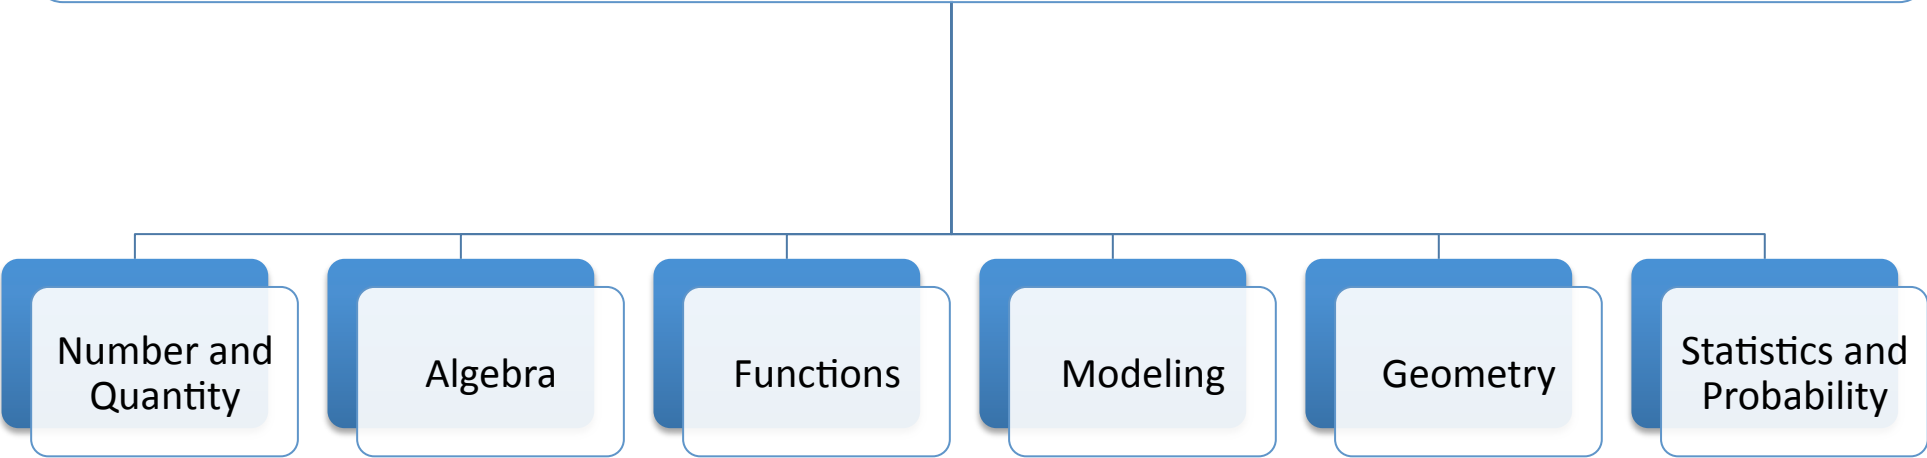 Number and
Quantity
Algebra
Functions
Modeling
Geometry
Statistics and
Probability